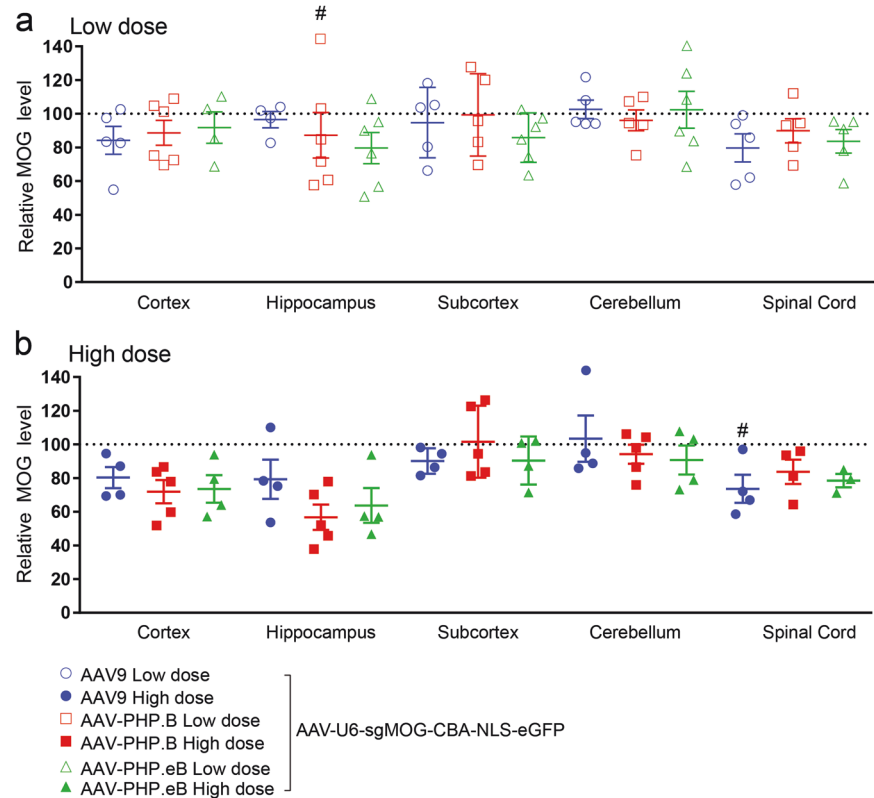 a
Low dose
#
Relative MOG level
140
120
100
80
60
40
20
0
Cortex Hippocampus Subcortex Cerebellum Spinal Cord
b
High dose
#
Relative MOG level
140
120
100
80
60
40
20
0
Cortex Hippocampus Subcortex Cerebellum Spinal Cord
AAV9 Low dose
AAV9 High dose
AAV-PHP.B Low dose
AAV-PHP.B High dose
AAV-PHP.eB Low dose
AAV-PHP.eB High dose
AAV-U6-sgMOG-CBA-NLS-eGFP